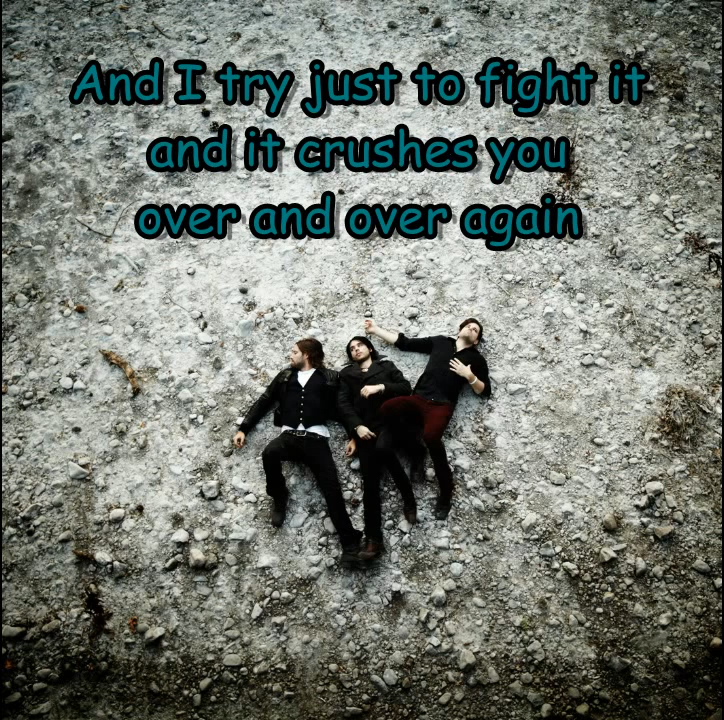 And I try just to fight it
and it crushes you
over and over again